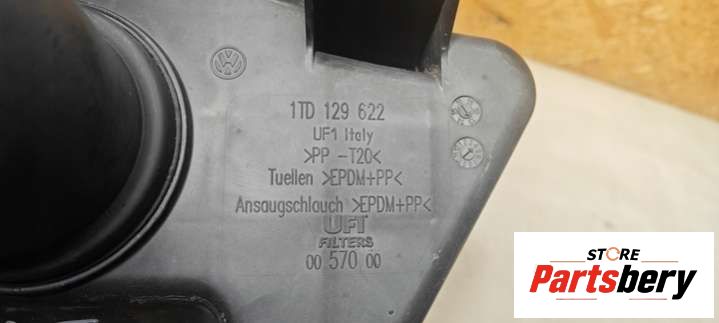 1TD 129 622
UF1 Italy
>PP -T20<
Tuellen >EPDM+PP<
Ansaugschlauch >EPDM+PP<
UFI
FILTERS
00 570 00
STORE
Partsbery